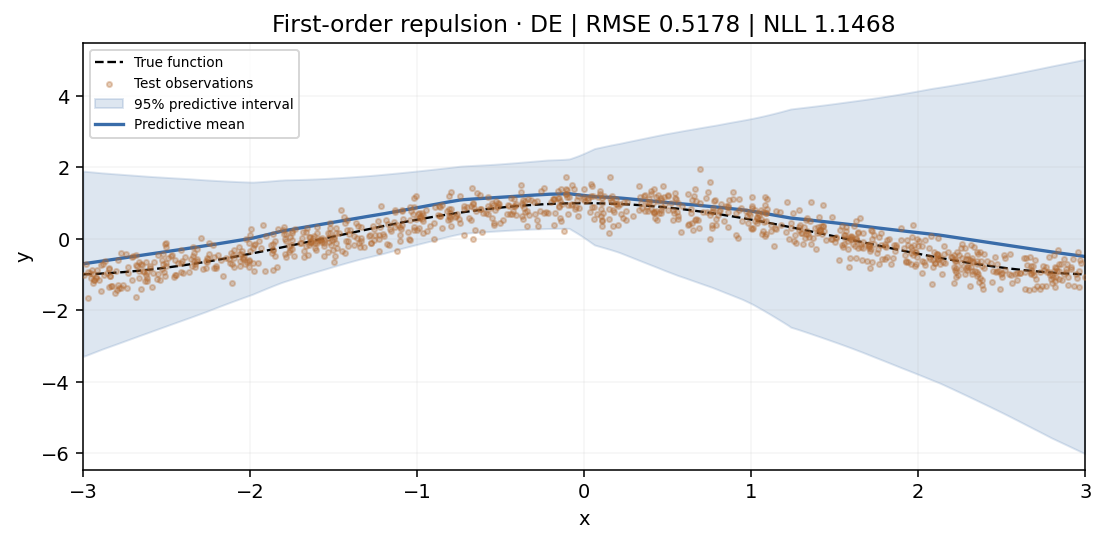 First-order repulsion · DE | RMSE 0.5178 | NLL 1.1468
True function
Test observations
95% predictive interval
Predictive mean
4
2
0
−2
−4
−6
y
−3
−2
−1
0
1
2
3
x